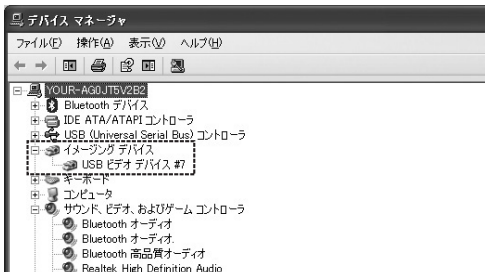 デバイス マネージャ
ファイル(F) 操作(A) 表示(V) ヘルプ(H)
YOUR-AG0JT5V2B2
Bluetooth デバイス
IDE ATA/ATAPI コントローラ
USB (Universal Serial Bus) コントローラ
イメージング デバイス
USB ビデオ デバイス #7
キーボード
コンピュータ
サウンド、ビデオ、およびゲーム コントローラ
Bluetooth オーディオ
Bluetooth オーディオ.
Bluetooth 高品質オーディオ
Realtek High Definition Audio